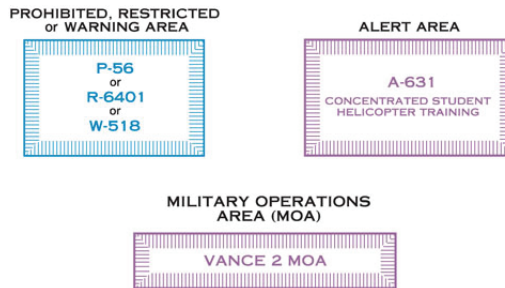 PROHIBITED, RESTRICTED
or WARNING AREA
P-56
or
R-6401
or
W-518
ALERT AREA
A-631
CONCENTRATED STUDENT
HELICOPTER TRAINING
MILITARY OPERATIONS
AREA (MOA)
VANCE 2 MOA